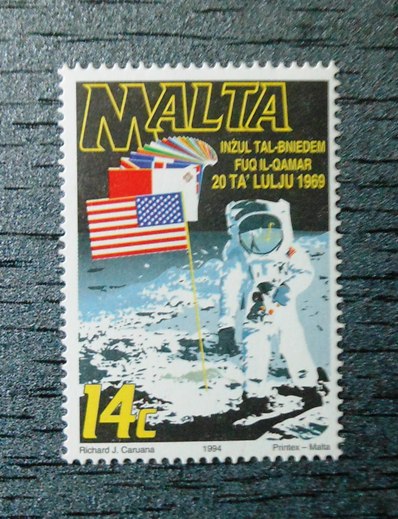 MALTA
INŻUL TAL-BNIEDEM
FUQ IL-QAMAR
20 TA' LULJU 1969
14c
Richard J. Caruana 1994 Printex – Malta